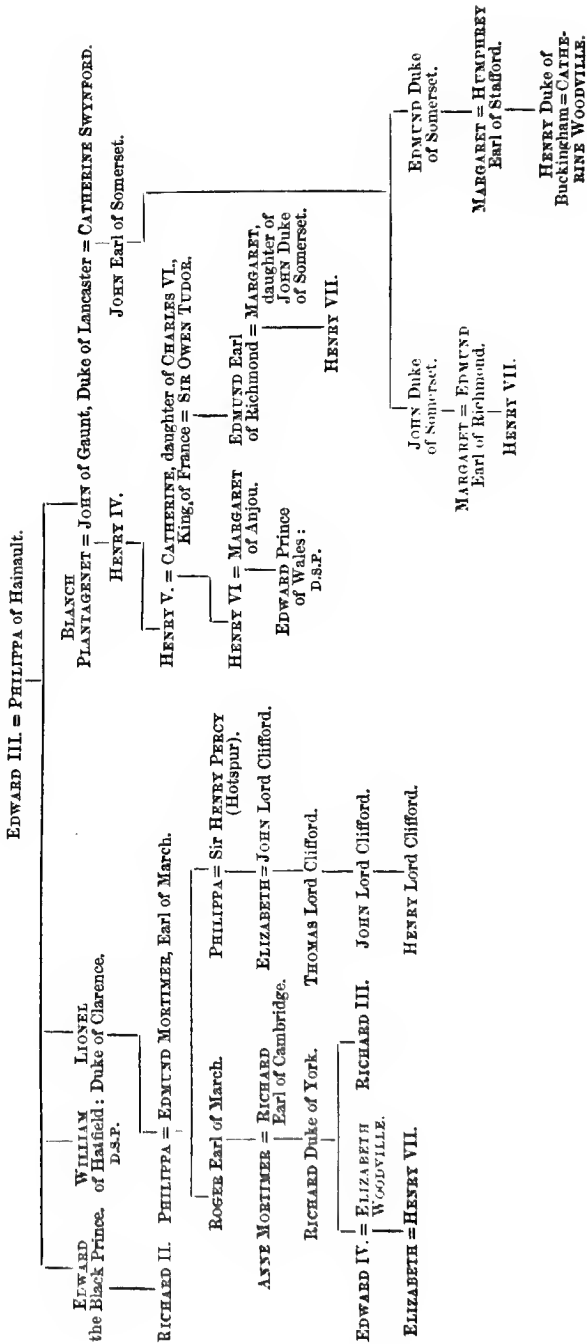 EDWARD III. = PHILIPPA of Hainault.
EDWARD
the Black Prince.
WILLIAM
of Hatfield:
D.S.P.
LIONEL
Duke of Clarence.
BLANCH
PLANTAGENET = JOHN of Gaunt, Duke of Lancaster = CATHERINE SWYNFORD.
RICHARD II.
PHILIPPA = EDMUND MORTIMER, Earl of March.
HENRY IV.
JOHN Earl of Somerset.
ROGER Earl of March.
PHILIPPA = Sir HENRY PERCY
(Hotspur).
HENRY V. = CATHERINE, daughter of CHARLES VI.,
King of France = SIR OWEN TUDOR.
ANNE MORTIMER = RICHARD
Earl of Cambridge.
ELIZABETH = JOHN Lord Clifford.
HENRY VI = MARGARET
of Anjou.
EDMUND Earl
of Richmond = MARGARET,
daughter of
JOHN Duke
of Somerset.
RICHARD Duke of York.
THOMAS Lord Clifford.
EDWARD Prince
of Wales:
D.S.P.
HENRY VII.
EDWARD IV. = ELIZABETH
WOODVILLE.
RICHARD III.
JOHN Lord Clifford.
JOHN Duke
of Somerset.
EDMUND Duke
of Somerset.
ELIZABETH = HENRY VII.
HENRY Lord Clifford.
MARGARET = EDMUND
Earl of Richmond.
MARGARET = HUMPHREY
Earl of Stafford.
HENRY VII.
HENRY Duke of
Buckingham = CATHE-
RINE WOODVILLE.